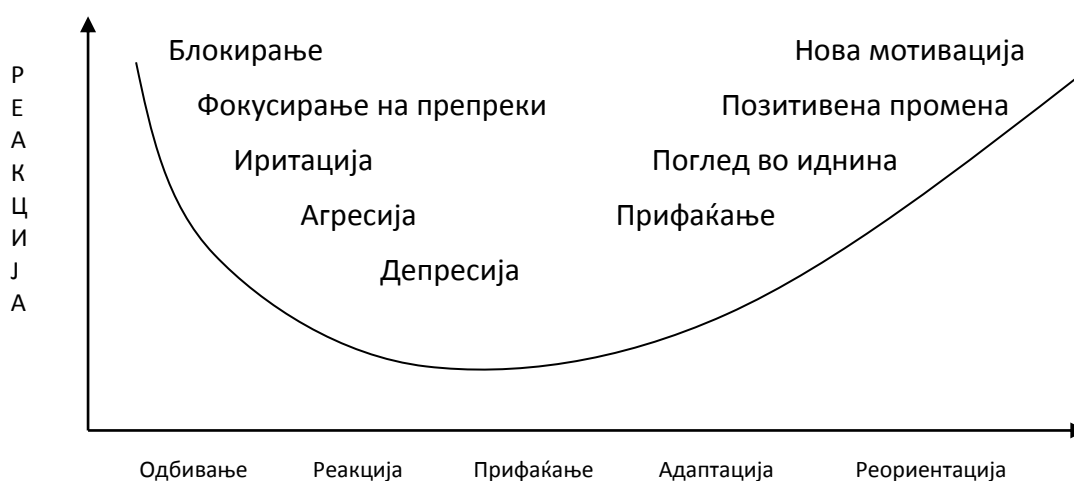 Блокирање
Нова мотивација
РЕАКЦИЈА
Фокусирање на препреки
Позитивена промена
Иритација
Поглед во иднина
Агресија
Прифаќање
Депресија
Одбивање Реакција Прифаќање Адаптација Реориентација